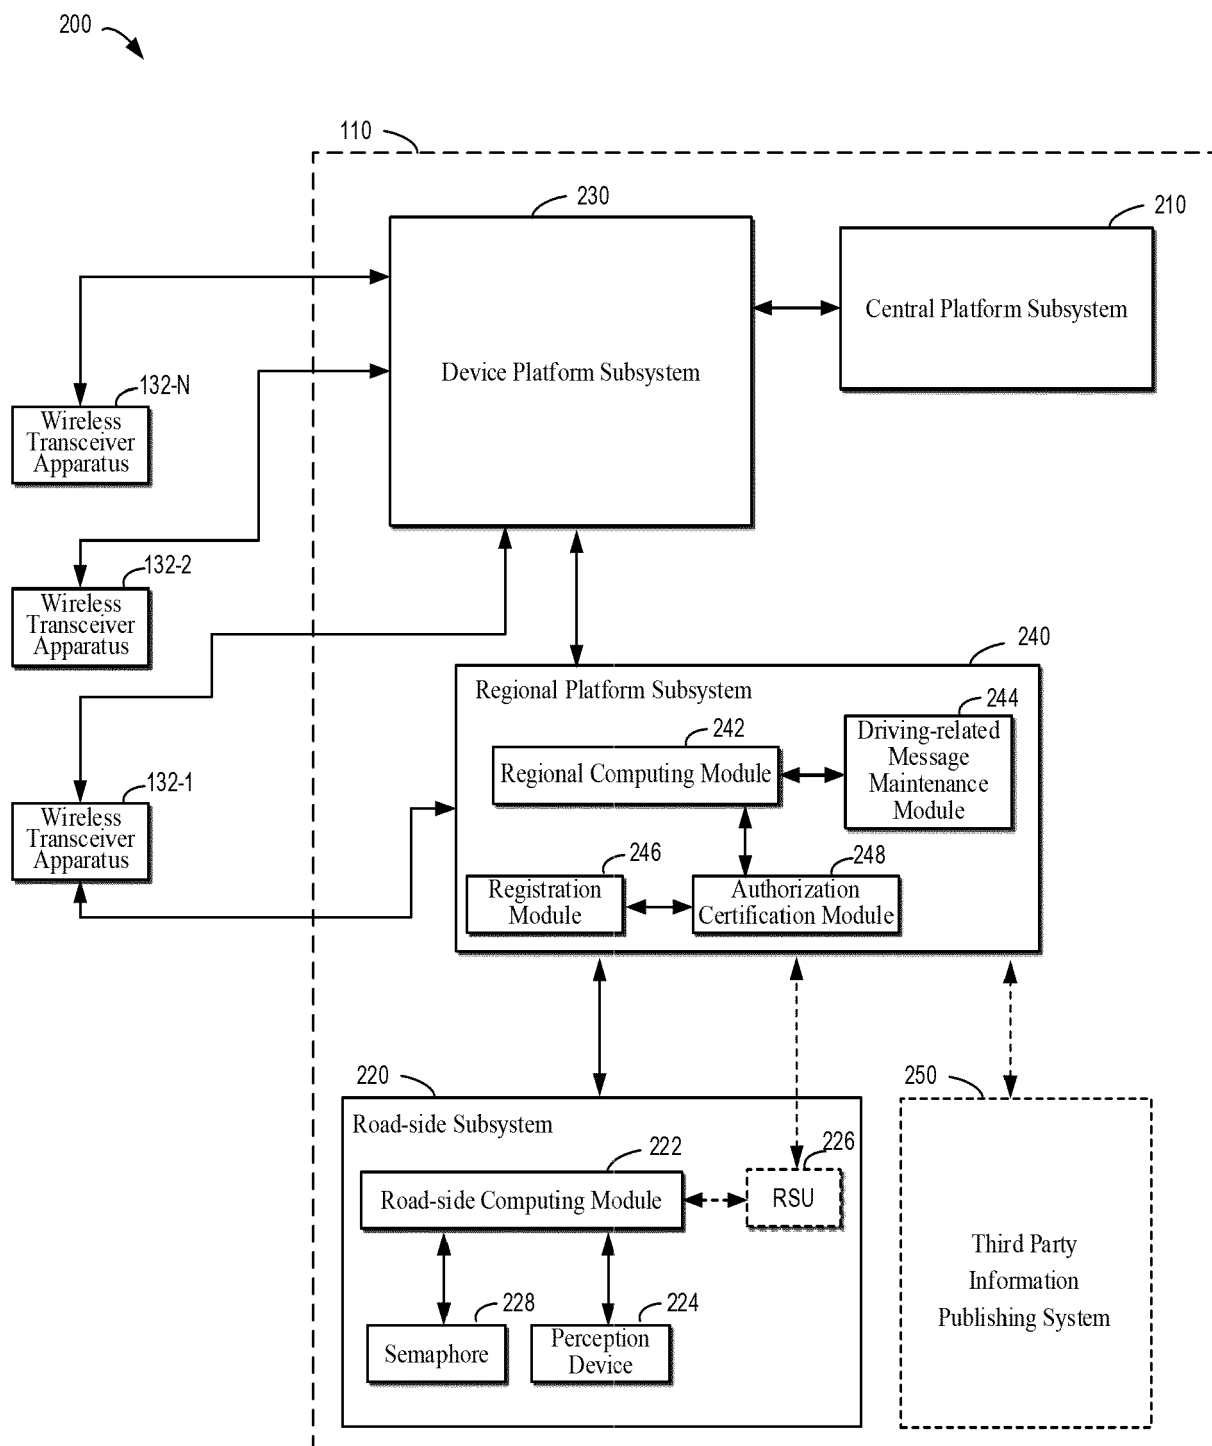 200
110
230
210
Device Platform Subsystem
Central Platform Subsystem
132-N
Wireless
Transceiver
Apparatus
132-2
Wireless
Transceiver
Apparatus
132-1
Wireless
Transceiver
Apparatus
240
Regional Platform Subsystem
244
Driving-related
Message
Maintenance
Module
242
Regional Computing Module
246
Registration
Module
248
Authorization
Certification Module
220
Road-side Subsystem
222
Road-side Computing Module
226
RSU
228
Semaphore
224
Perception
Device
250
Third Party
Information
Publishing System